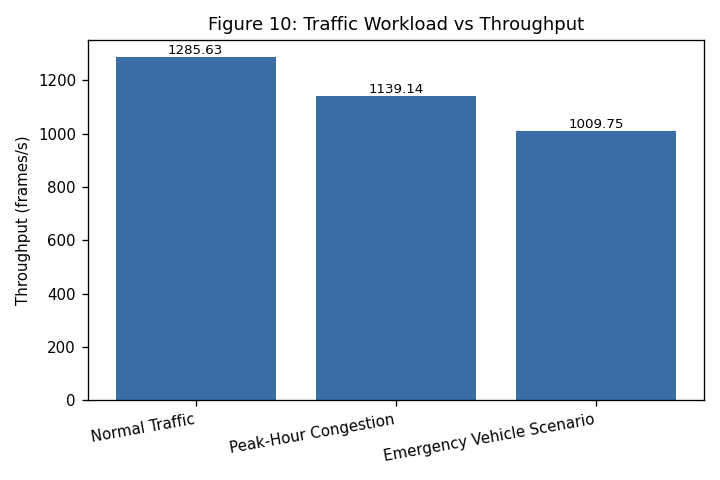 Figure 10: Traffic Workload vs Throughput
Throughput (frames/s)
1200
1000
800
600
400
200
0
1285.63
1139.14
1009.75
Normal Traffic
Peak-Hour Congestion
Emergency Vehicle Scenario